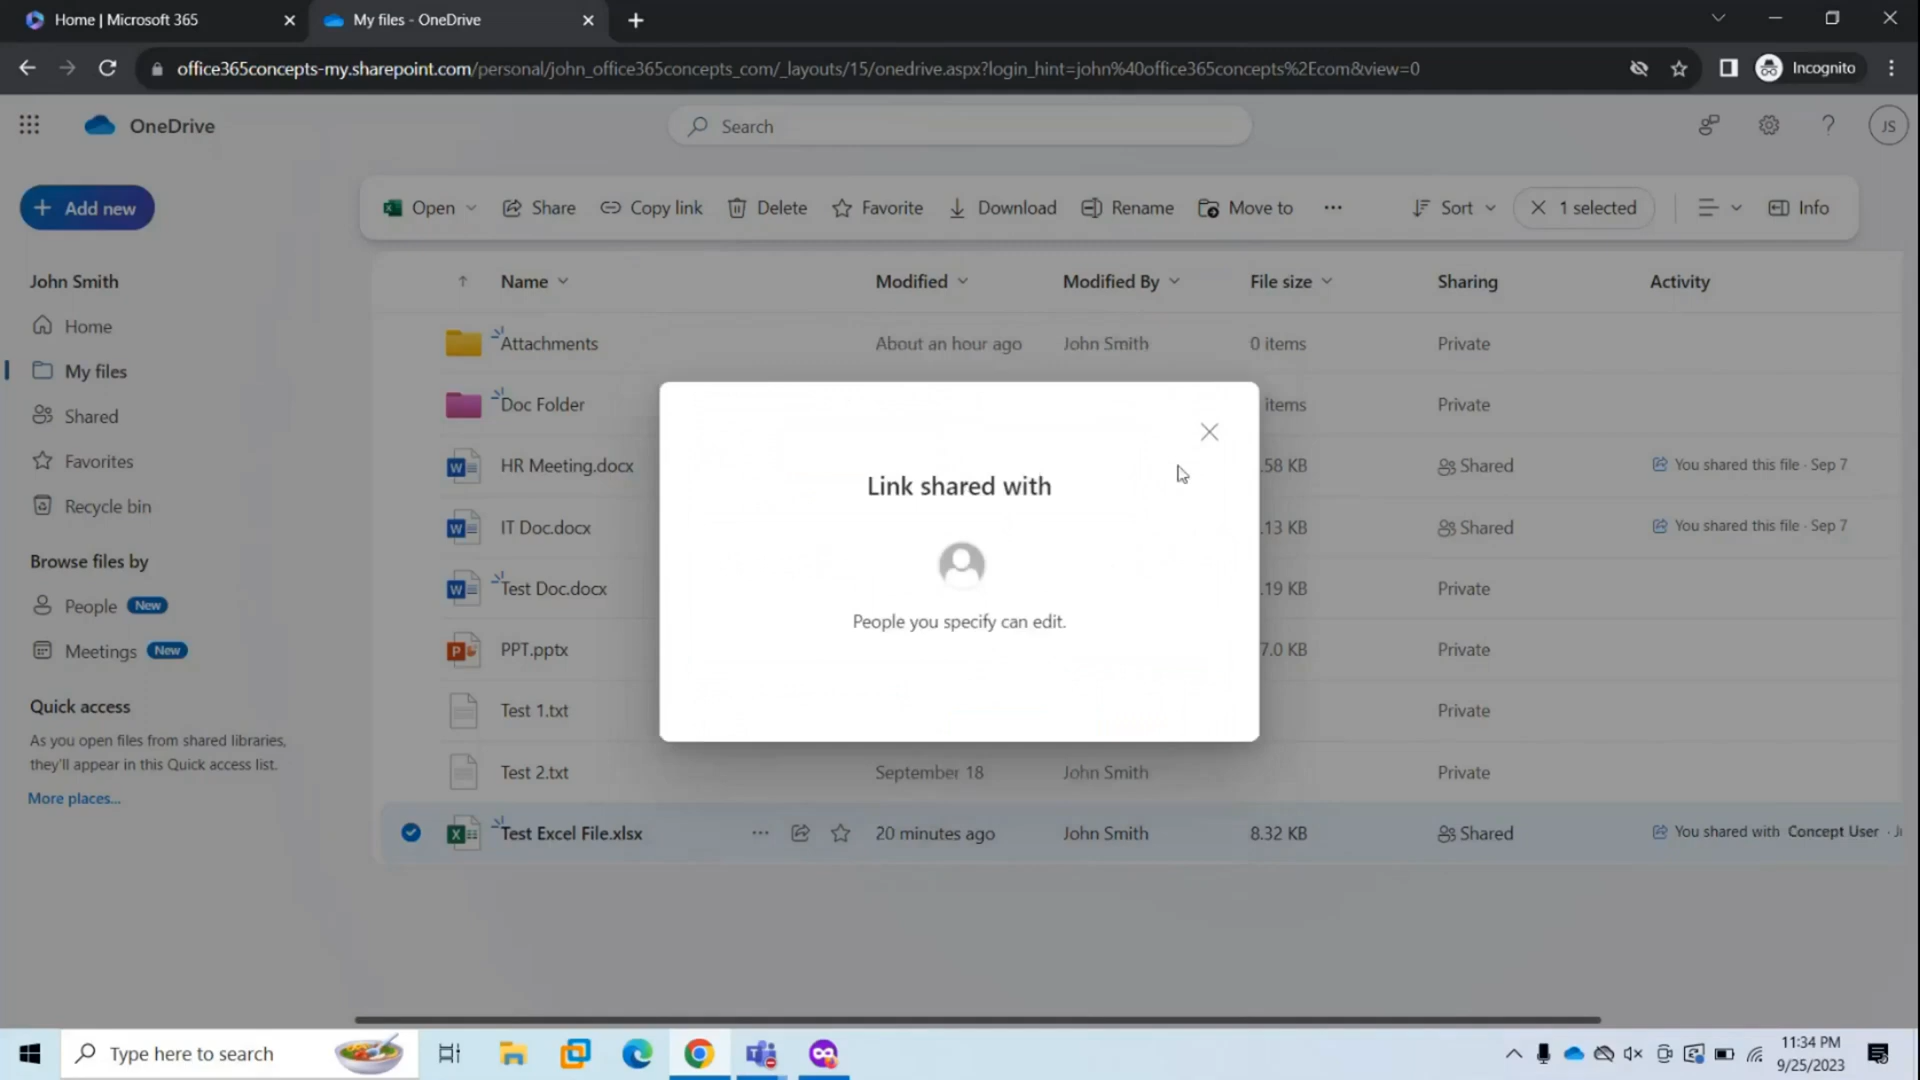 Home | Microsoft 365
My files - OneDrive
office365concepts-my.sharepoint.com/personal/john_office365concepts_com/_layouts/15/onedrive.aspx?login_hint=john%40office365concepts%2Ecom&view=0
Incognito
OneDrive
Search
JS
Add new
Open
Share
Copy link
Delete
Favorite
Download
Rename
Move to
Sort
1 selected
Info
John Smith
Home
My files
Shared
Favorites
Recycle bin
Browse files by
People New
Meetings New
Quick access
As you open files from shared libraries,
they'll appear in this Quick access list.
More places...
Name Modified Modified By File size Sharing Activity
Attachments About an hour ago John Smith 0 items Private
Doc Folder items Private
HR Meeting.docx .58 KB Shared You shared this file · Sep 7
IT Doc.docx .13 KB Shared You shared this file · Sep 7
Test Doc.docx .19 KB Private
PPT.pptx 7.0 KB Private
Test 1.txt Private
Test 2.txt September 18 John Smith Private
Test Excel File.xlsx 20 minutes ago John Smith 8.32 KB Shared You shared with Concept User ·
Link shared with
People you specify can edit.
Type here to search
11:34 PM
9/25/2023